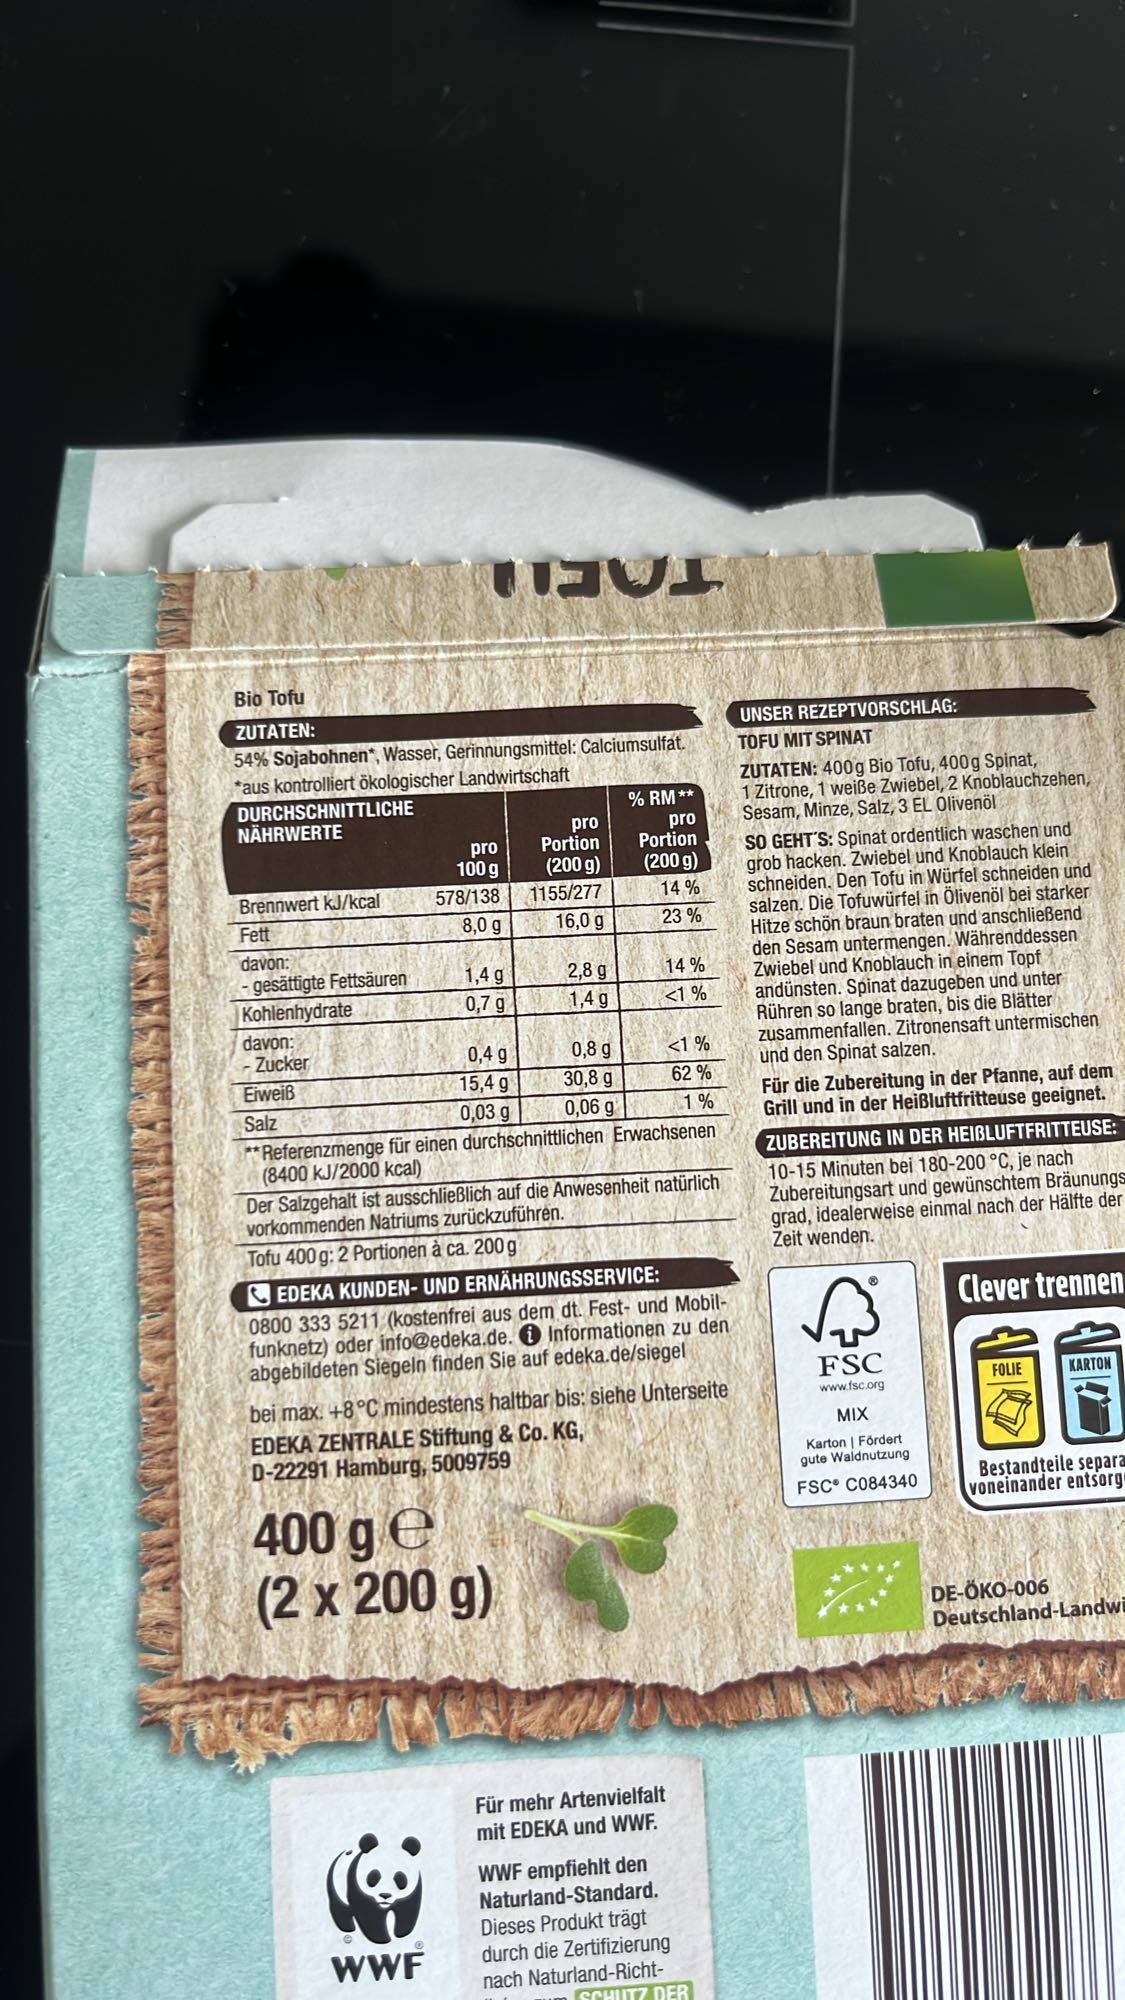 TOFU
Bio Tofu
ZUTATEN:
54% Sojabohnen*, Wasser, Gerinnungsmittel: Calciumsulfat.
*aus kontrolliert ökologischer Landwirtschaft
DURCHSCHNITTLICHE
NÄHRWERTE
pro
100 g
pro
Portion
(200 g)
% RM**
pro
Portion
(200 g)
Brennwert kJ/kcal 578/138 1155/277 14 %
Fett 8,0 g 16,0 g 23 %
davon:
- gesättigte Fettsäuren 1,4 g 2,8 g 14 %
Kohlenhydrate 0,7 g 1,4 g <1 %
davon:
- Zucker 0,4 g 0,8 g <1 %
Eiweiß 15,4 g 30,8 g 62 %
Salz 0,03 g 0,06 g 1 %
**Referenzmenge für einen durchschnittlichen Erwachsenen
(8400 kJ/2000 kcal)
Der Salzgehalt ist ausschließlich auf die Anwesenheit natürlich
vorkommenden Natriums zurückzuführen.
Tofu 400 g: 2 Portionen à ca. 200 g
EDEKA KUNDEN- UND ERNÄHRUNGSSERVICE:
0800 333 5211 (kostenfrei aus dem dt. Fest- und Mobil-
funknetz) oder info@edeka.de. i Informationen zu den
abgebildeten Siegeln finden Sie auf edeka.de/siegel
bei max. +8°C mindestens haltbar bis: siehe Unterseite
EDEKA ZENTRALE Stiftung & Co. KG,
D-22291 Hamburg, 5009759
400 g e
(2 x 200 g)
UNSER REZEPTVORSCHLAG:
TOFU MIT SPINAT
ZUTATEN: 400g Bio Tofu, 400g Spinat,
1 Zitrone, 1 weiße Zwiebel, 2 Knoblauchzehen,
Sesam, Minze, Salz, 3 EL Olivenöl
SO GEHT'S: Spinat ordentlich waschen und
grob hacken. Zwiebel und Knoblauch klein
schneiden. Den Tofu in Würfel schneiden und
salzen. Die Tofuwürfel in Ölivenöl bei starker
Hitze schön braun braten und anschließend
den Sesam untermengen. Währenddessen
Zwiebel und Knoblauch in einem Topf
andünsten. Spinat dazugeben und unter
Rühren so lange braten, bis die Blätter
zusammenfallen. Zitronensaft untermischen
und den Spinat salzen.
Für die Zubereitung in der Pfanne, auf dem
Grill und in der Heißluftfritteuse geeignet.
ZUBEREITUNG IN DER HEIßLUFTFRITTEUSE:
10-15 Minuten bei 180-200 °C, je nach
Zubereitungsart und gewünschtem Bräunungs
grad, idealerweise einmal nach der Hälfte der
Zeit wenden.
®
FSC
www.fsc.org
MIX
Karton | Fördert
gute Waldnutzung
FSC® C084340
Clever trennen
FOLIE
KARTON
Bestandteile separa
voneinander entsorg
DE-ÖKO-006
Deutschland-Landwi
© ®
WWF
Für mehr Artenvielfalt
mit EDEKA und WWF.
WWF empfiehlt den
Naturland-Standard.
Dieses Produkt trägt
durch die Zertifizierung
nach Naturland-Richt-
SCHUTZ DER